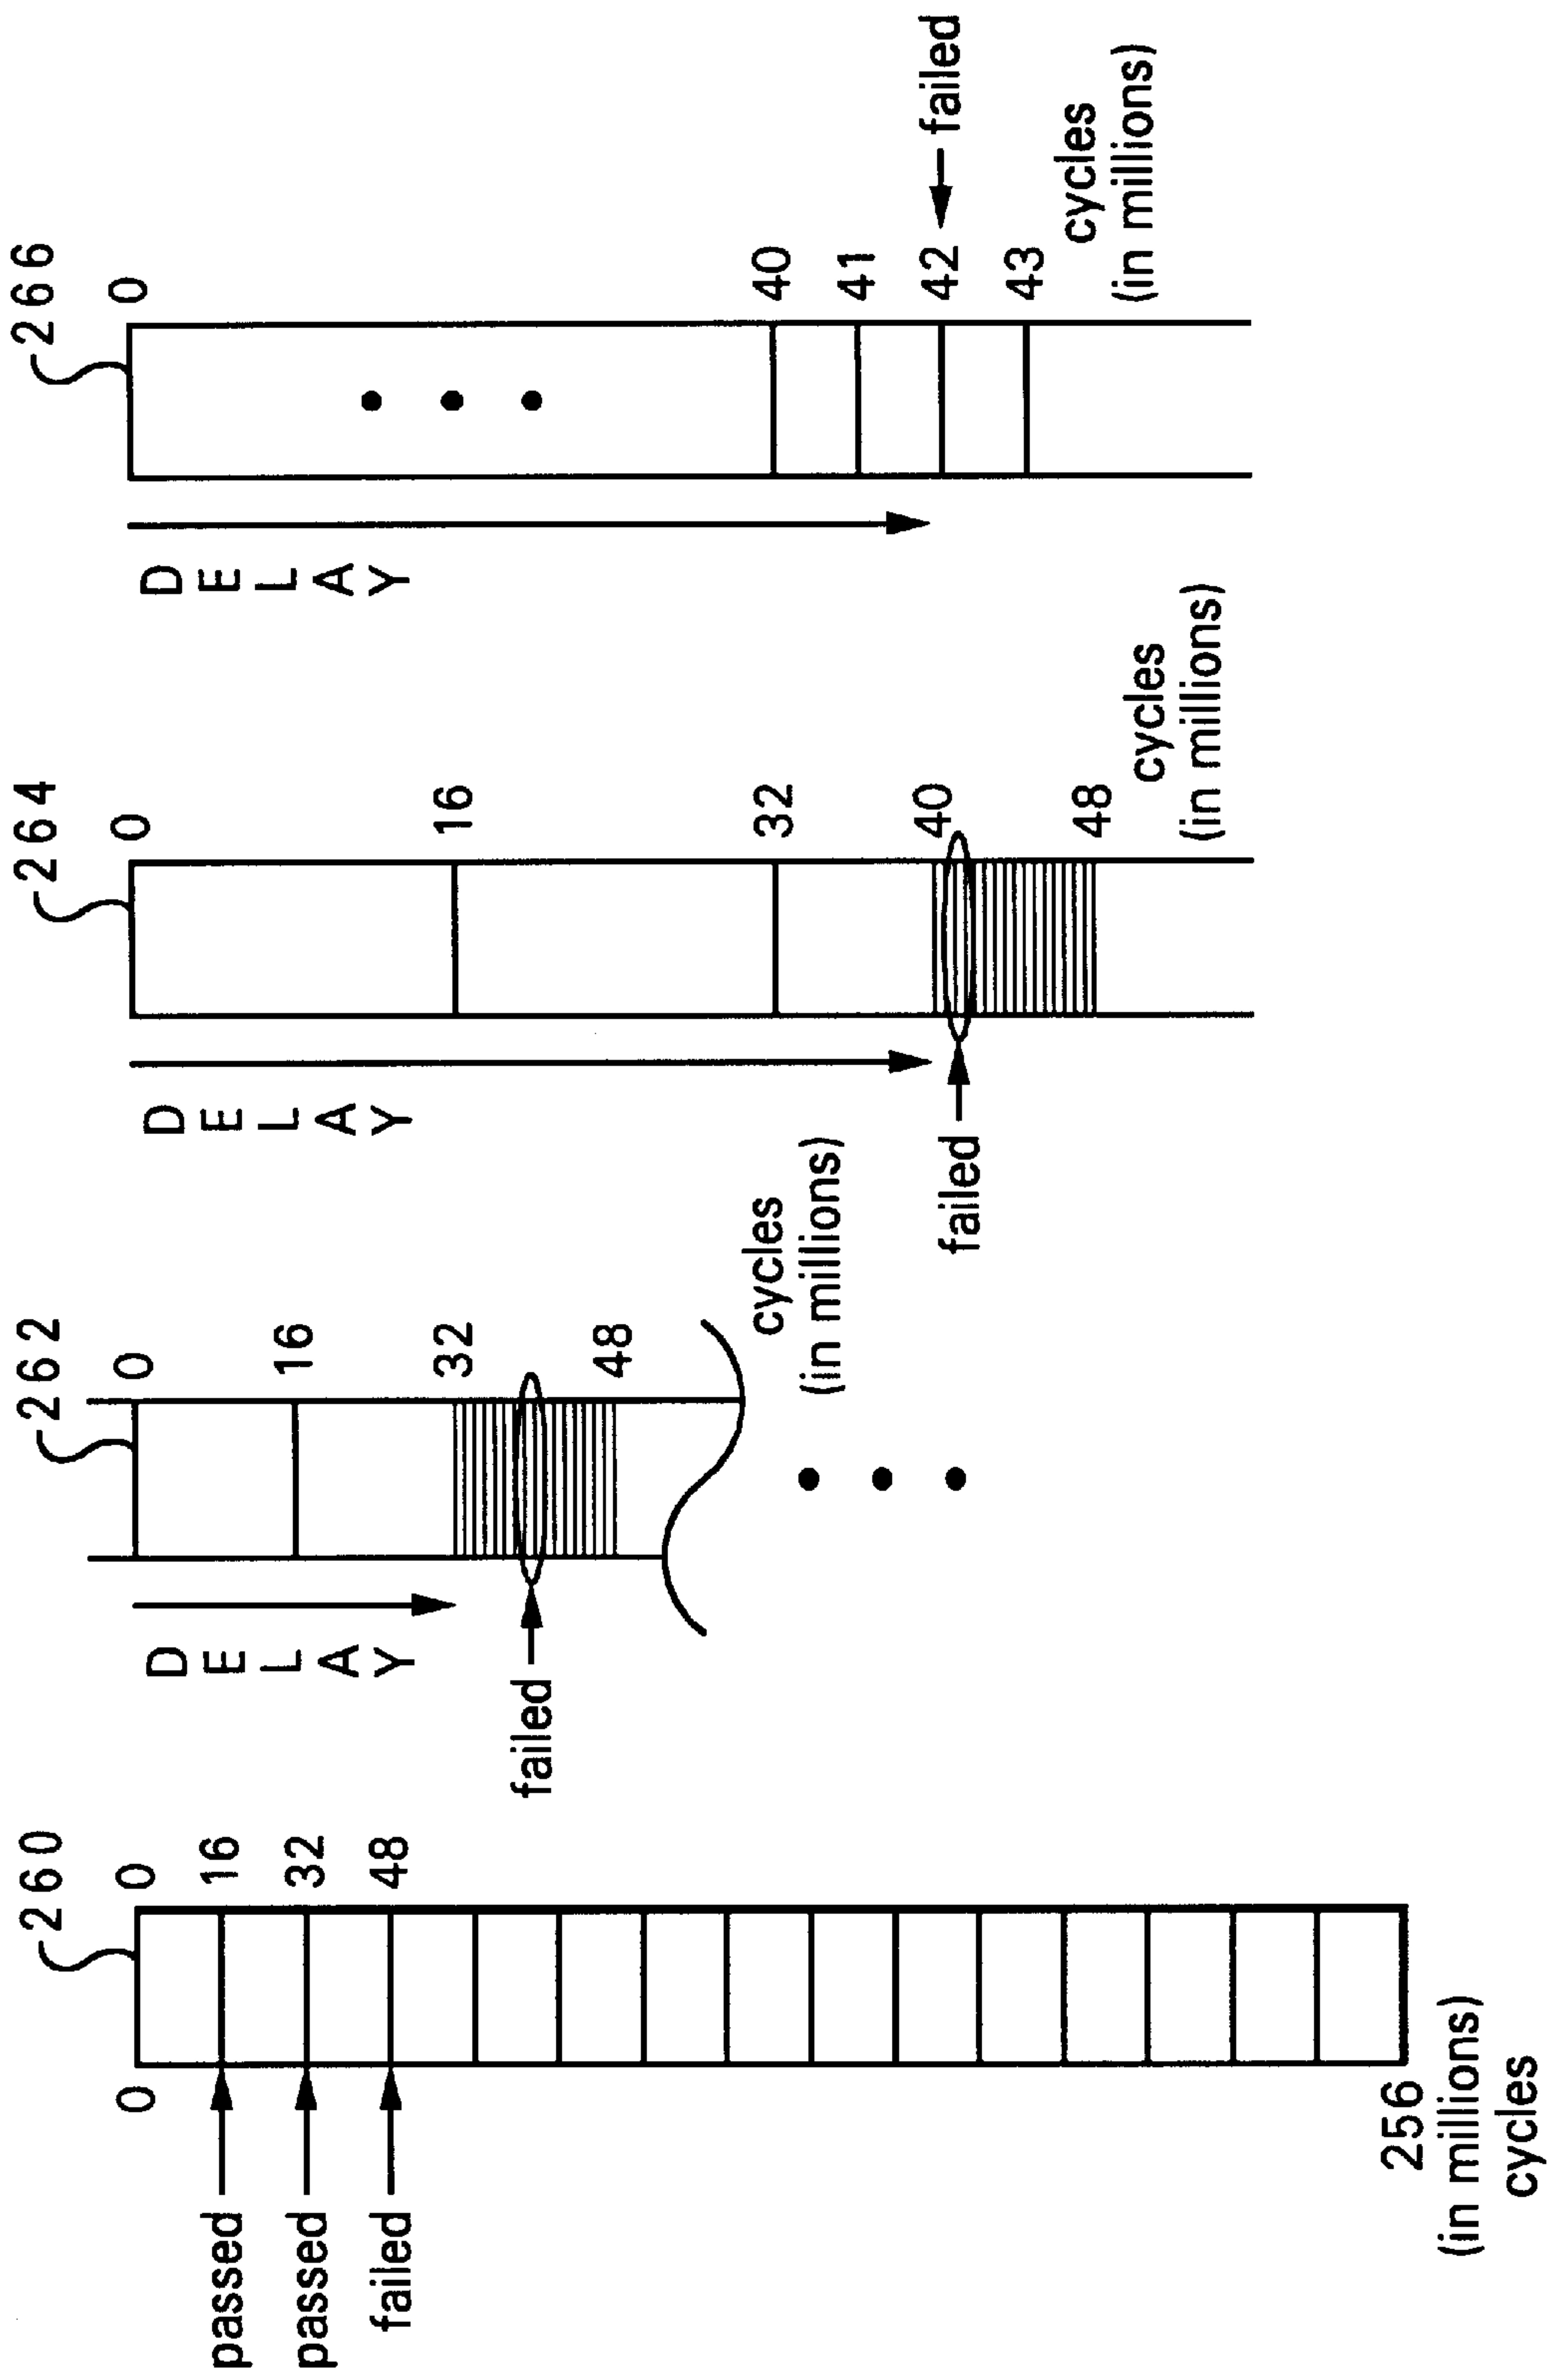 260
0
0
16
32
48
passed
passed
failed
256
(in millions)
cycles
262
0
16
32
48
DELAY
failed
cycles
(in millions)
264
0
16
32
40
48
DELAY
failed
cycles
(in millions)
266
0
40
41
42
43
failed
DELAY
cycles
(in millions)